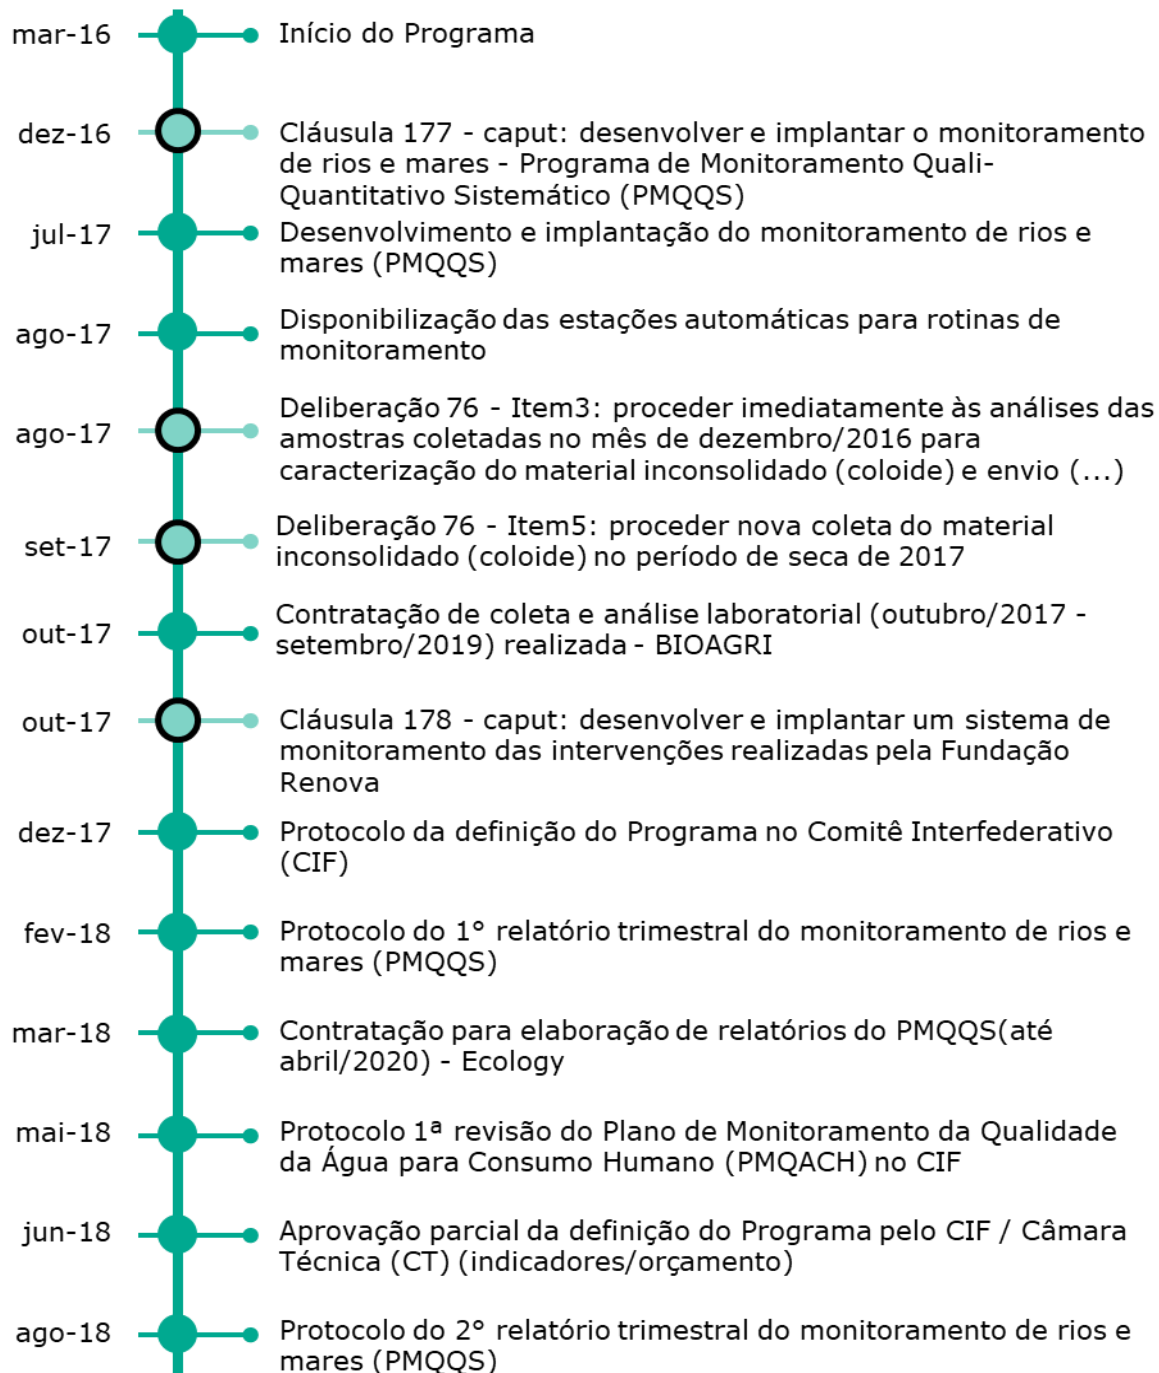 mar-16 Início do Programa
dez-16 Cláusula 177 - caput: desenvolver e implantar o monitoramento
de rios e mares - Programa de Monitoramento Quali-
Quantitativo Sistemático (PMQQS)
jul-17 Desenvolvimento e implantação do monitoramento de rios e
mares (PMQQS)
ago-17 Disponibilização das estações automáticas para rotinas de
monitoramento
ago-17 Deliberação 76 - Item3: proceder imediatamente às análises das
amostras coletadas no mês de dezembro/2016 para
caracterização do material inconsolidado (coloide) e envio (...)
set-17 Deliberação 76 - Item5: proceder nova coleta do material
inconsolidado (coloide) no período de seca de 2017
out-17 Contratação de coleta e análise laboratorial (outubro/2017 -
setembro/2019) realizada - BIOAGRI
out-17 Cláusula 178 - caput: desenvolver e implantar um sistema de
monitoramento das intervenções realizadas pela Fundação
Renova
dez-17 Protocolo da definição do Programa no Comitê Interfederativo
(CIF)
fev-18 Protocolo do 1° relatório trimestral do monitoramento de rios e
mares (PMQQS)
mar-18 Contratação para elaboração de relatórios do PMQQS(até
abril/2020) - Ecology
mai-18 Protocolo 1ª revisão do Plano de Monitoramento da Qualidade
da Água para Consumo Humano (PMQACH) no CIF
jun-18 Aprovação parcial da definição do Programa pelo CIF / Câmara
Técnica (CT) (indicadores/orçamento)
ago-18 Protocolo do 2° relatório trimestral do monitoramento de rios e
mares (PMQQS)